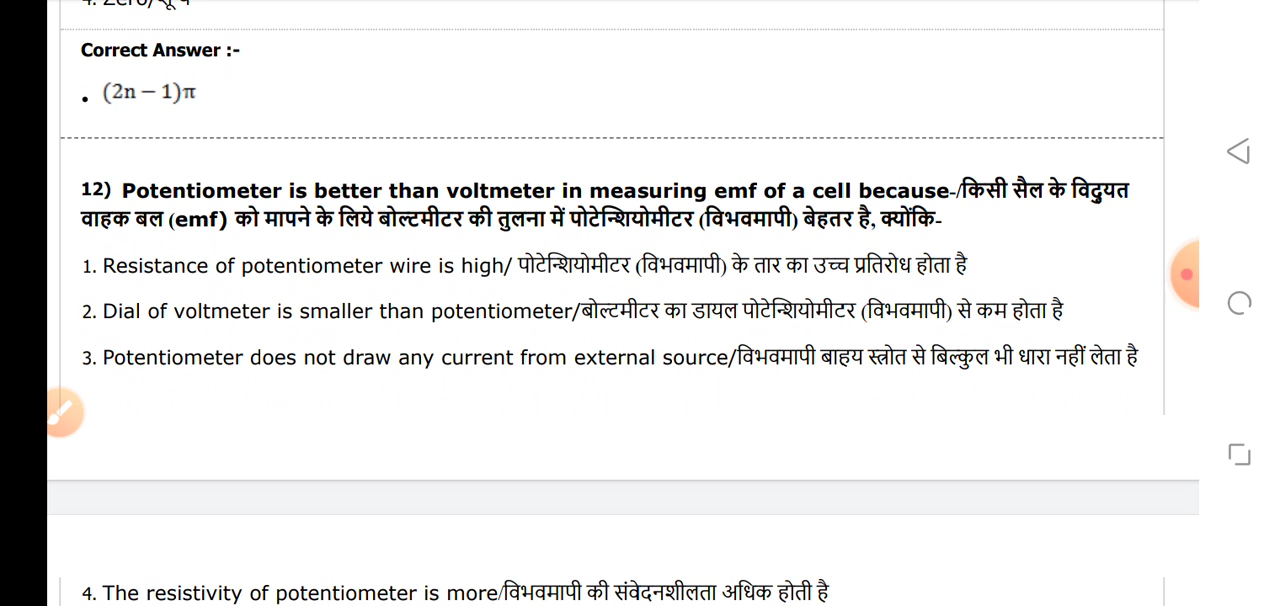 4. Zero/शून्य
Correct Answer :-
• (2n – 1)π
12) Potentiometer is better than voltmeter in measuring emf of a cell because-/किसी सैल के विद्युयत
वाहक बल (emf) को मापने के लिये बोल्टमीटर की तुलना में पोटेन्शियोमीटर (विभवमापी) बेहतर है, क्योंकि-
1. Resistance of potentiometer wire is high/ पोटेन्शियोमीटर (विभवमापी) के तार का उच्च प्रतिरोध होता है
2. Dial of voltmeter is smaller than potentiometer/बोल्टमीटर का डायल पोटेन्शियोमीटर (विभवमापी) से कम होता है
3. Potentiometer does not draw any current from external source/विभवमापी बाहय स्त्रोत से बिल्कुल भी धारा नहीं लेता है
4. The resistivity of potentiometer is more/विभवमापी की संवेदनशीलता अधिक होती है